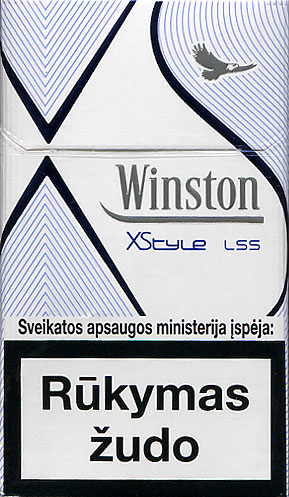 Winston
XStyle LSS
Sveikatos apsaugos ministerija įspėja:
Rūkymas
žudo